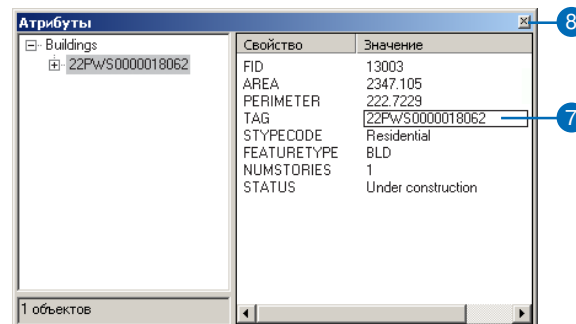 Атрибуты
8
Buildings
22PWS0000018062
Свойство Значение
FID 13003
AREA 2347.105
PERIMETER 222.7229
TAG 22PWS0000018062
7
STYPECODE Residential
FEATURETYPE BLD
NUMSTORIES 1
STATUS Under construction
1 объектов